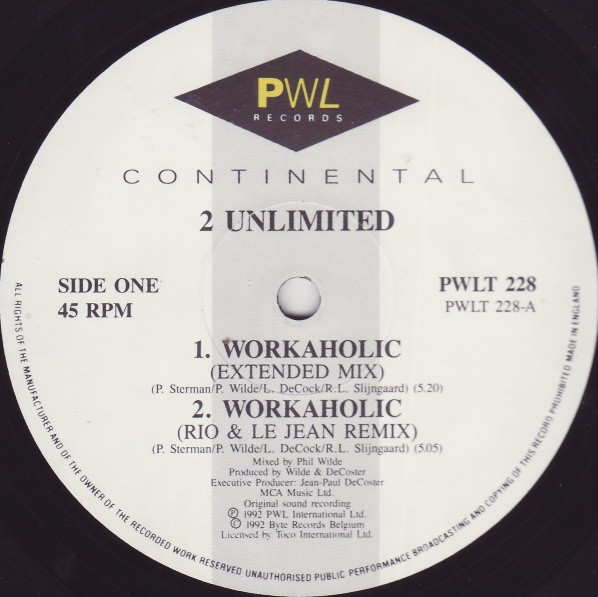 PWL
RECORDS
CONTINENTAL
2 UNLIMITED
SIDE ONE
45 RPM
PWLT 228
PWLT 228-A
1. WORKAHOLIC
(EXTENDED MIX)
(P. Sterman/P. Wilde/L. DeCock/R.L. Slijngaard) (5.20)
2. WORKAHOLIC
(RIO & LE JEAN REMIX)
(P. Sterman/P. Wilde/L. DeCock/R.L. Slijngaard) (5.05)
Mixed by Phil Wilde
Produced by Wilde & DeCoster
Executive Producer: Jean-Paul DeCoster
MCA Music Ltd.
Original sound recording
℗ 1992 PWL International Ltd.
© 1992 Byte Records Belgium
Licensed by Toco International Ltd.
ALL RIGHTS OF THE MANUFACTURER AND OF THE OWNER OF THE RECORDED WORK RESERVED UNAUTHORISED PUBLIC PERFORMANCE BROADCASTING AND COPYING OF THIS RECORD PROHIBITED MADE IN ENGLAND